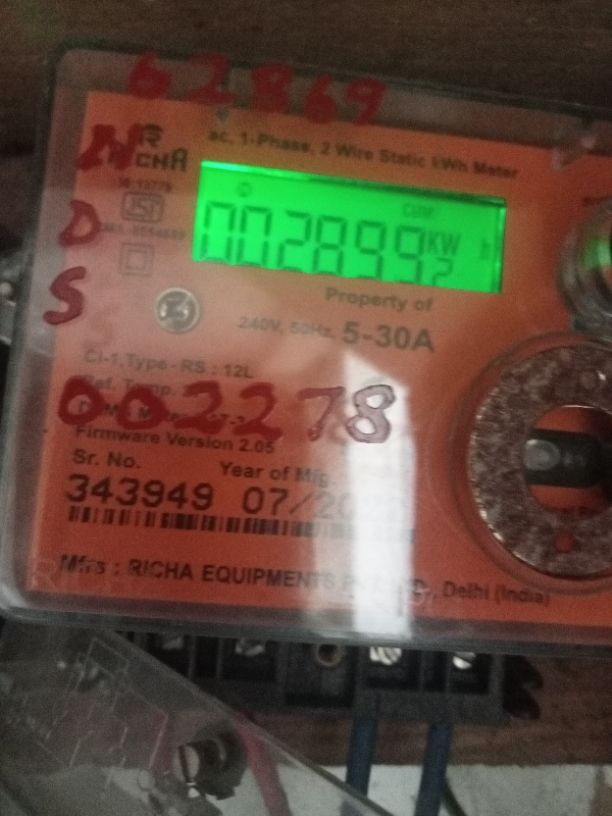 62869
N
RICHA
ac, 1-Phase, 2 Wire Static kWh Meter
IS:13779
D
CUM
002899 KW h
S
Property of
240V, 50Hz, 5-30A
Cl-1, Type - RS : 12L
Ref. Temp.
002278
Firmware Version 2.05
Sr. No.
Year of Mfg.
343949 07/20
Mfrs : RICHA EQUIPMENTS
Delhi (India)